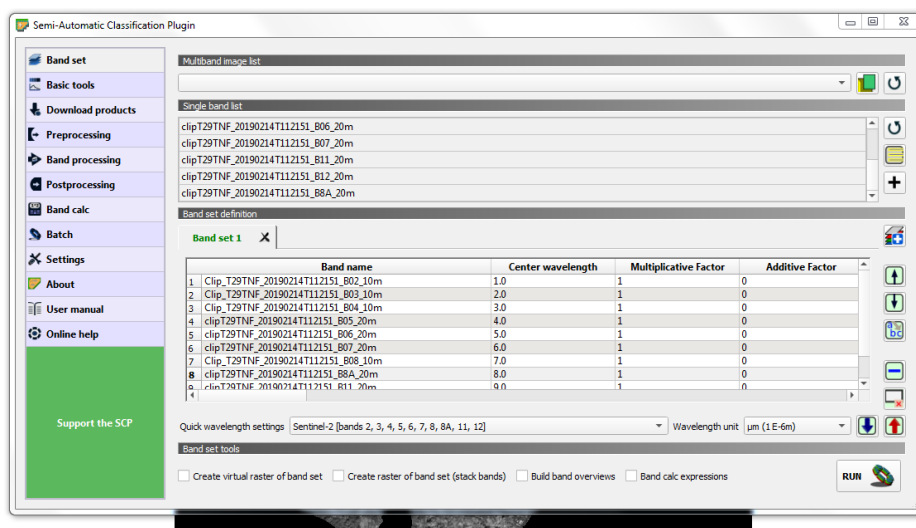 Semi-Automatic Classification Plugin
Band set
Basic tools
Download products
Preprocessing
Band processing
Postprocessing
Band calc
Batch
Settings
About
User manual
Online help
Support the SCP
Multiband image list
Single band list
clipT29TNF_20190214T112151_B06_20m
clipT29TNF_20190214T112151_B07_20m
clipT29TNF_20190214T112151_B11_20m
clipT29TNF_20190214T112151_B12_20m
clipT29TNF_20190214T112151_B8A_20m
Band set definition
Band set 1
Band name Center wavelength Multiplicative Factor Additive Factor
1 Clip_T29TNF_20190214T112151_B02_10m 1.0 1 0
2 Clip_T29TNF_20190214T112151_B03_10m 2.0 1 0
3 Clip_T29TNF_20190214T112151_B04_10m 3.0 1 0
4 clipT29TNF_20190214T112151_B05_20m 4.0 1 0
5 clipT29TNF_20190214T112151_B06_20m 5.0 1 0
6 clipT29TNF_20190214T112151_B07_20m 6.0 1 0
7 Clip_T29TNF_20190214T112151_B08_10m 7.0 1 0
8 clipT29TNF_20190214T112151_B8A_20m 8.0 1 0
9 clipT29TNF_20190214T112151_B11_20m 9.0 1 0
Quick wavelength settings Sentinel-2 [bands 2, 3, 4, 5, 6, 7, 8, 8A, 11, 12] Wavelength unit µm (1 E-6m)
Band set tools
Create virtual raster of band set Create raster of band set (stack bands) Build band overviews Band calc expressions RUN